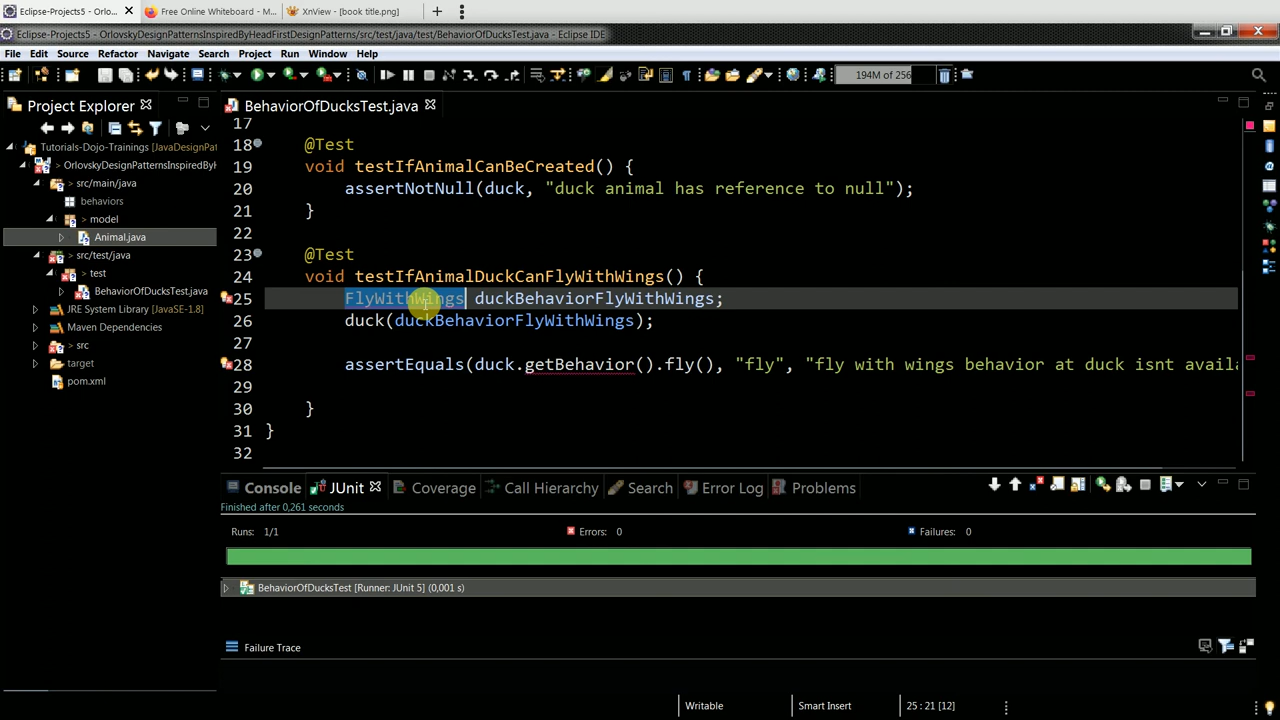 Eclipse-Projects5 - Orlo...
Free Online Whiteboard - M...
XnView - [book title.png]
Eclipse-Projects5 - OrlovskyDesignPatternsInspiredByHeadFirstDesignPatterns/src/test/java/test/BehaviorOfDucksTest.java - Eclipse IDE
File Edit Source Refactor Navigate Search Project Run Window Help
194M of 256
Project Explorer
BehaviorOfDucksTest.java
Tutorials-Dojo-Trainings [JavaDesignPat
> OrlovskyDesignPatternsInspiredByH
> src/main/java
behaviors
> model
Animal.java
> src/test/java
> test
BehaviorOfDucksTest.java
JRE System Library [JavaSE-1.8]
Maven Dependencies
> src
target
pom.xml
17
18 @Test
19 void testIfAnimalCanBeCreated() {
20 assertNotNull(duck, "duck animal has reference to null");
21 }
22
23 @Test
24 void testIfAnimalDuckCanFlyWithWings() {
25 FlyWithWings duckBehaviorFlyWithWings;
26 duck(duckBehaviorFlyWithWings);
27
28 assertEquals(duck.getBehavior().fly(), "fly", "fly with wings behavior at duck isnt availa
29
30 }
31 }
32
Console JUnit Coverage Call Hierarchy Search Error Log Problems
Finished after 0,261 seconds
Runs: 1/1 Errors: 0 Failures: 0
BehaviorOfDucksTest [Runner: JUnit 5] (0,001 s)
Failure Trace
Writable Smart Insert 25 : 21 [12]